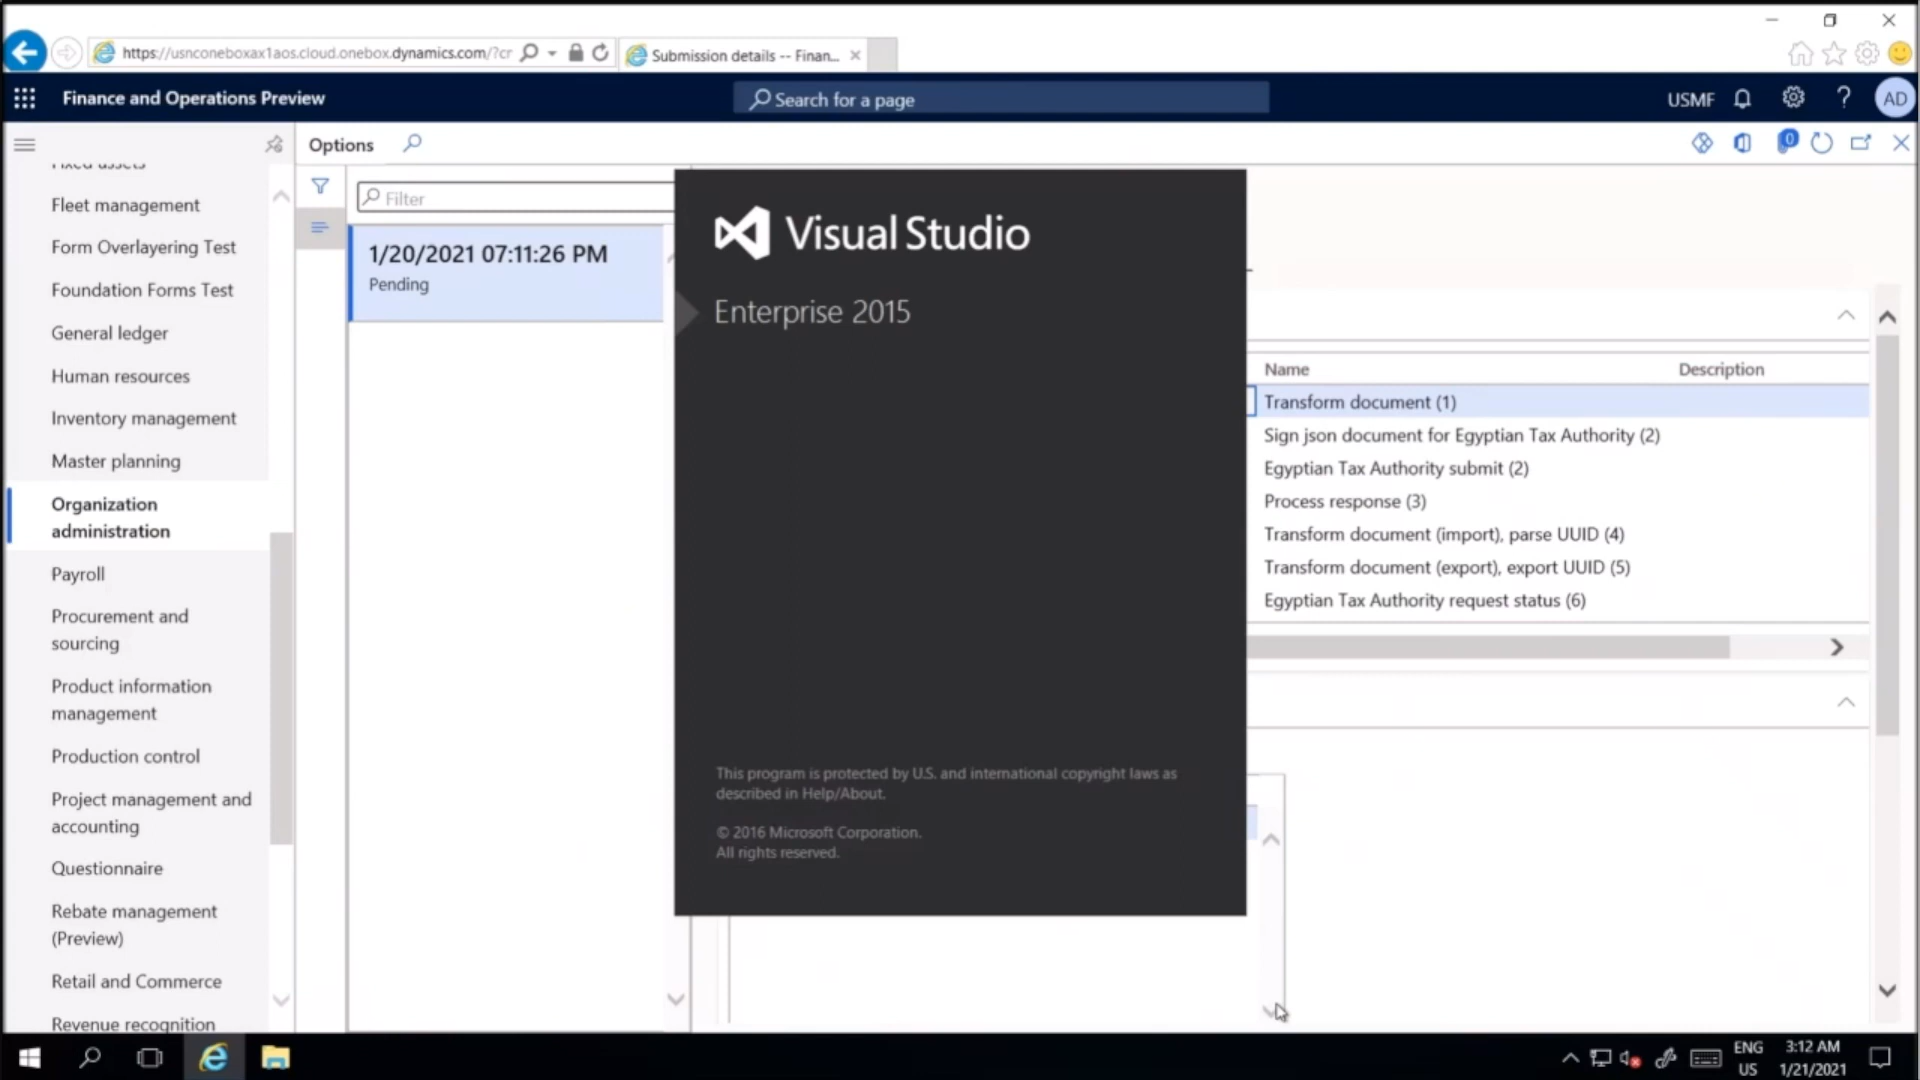 https://usnconeboxax1aos.cloud.onebox.dynamics.com/?cr
Submission details -- Finan...
Finance and Operations Preview
Search for a page
USMF
AD
Options
0
Fixed assets
Fleet management
Form Overlayering Test
Foundation Forms Test
General ledger
Human resources
Inventory management
Master planning
Organization
administration
Payroll
Procurement and
sourcing
Product information
management
Production control
Project management and
accounting
Questionnaire
Rebate management
(Preview)
Retail and Commerce
Revenue recognition
Filter
1/20/2021 07:11:26 PM
Pending
Visual Studio
Enterprise 2015
This program is protected by U.S. and international copyright laws as
described in Help/About.
© 2016 Microsoft Corporation.
All rights reserved.
Name
Description
Transform document (1)
Sign json document for Egyptian Tax Authority (2)
Egyptian Tax Authority submit (2)
Process response (3)
Transform document (import), parse UUID (4)
Transform document (export), export UUID (5)
Egyptian Tax Authority request status (6)
ENG
US
3:12 AM
1/21/2021